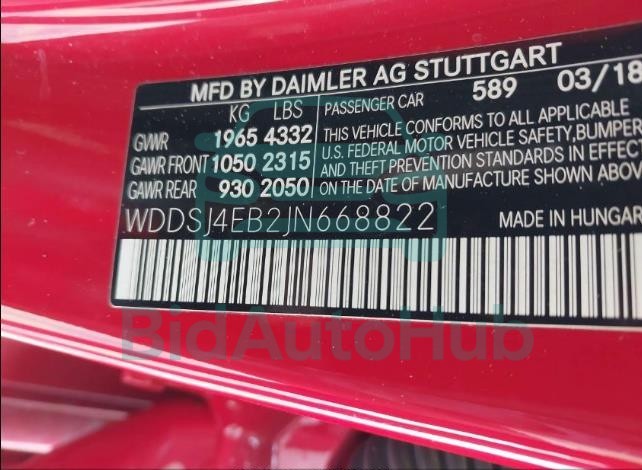 MFD BY DAIMLER AG STUTTGART
KG LBS PASSENGER CAR 589 03/18
GVWR 1965 4332 THIS VEHICLE CONFORMS TO ALL APPLICABLE
GAWR FRONT 1050 2315 U.S. FEDERAL MOTOR VEHICLE SAFETY, BUMPER
GAWR REAR 930 2050 AND THEFT PREVENTION STANDARDS IN EFFECT
ON THE DATE OF MANUFACTURE SHOWN ABOVE
WDDSJ4EB2JN668822 MADE IN HUNGAR
BidAutoHub